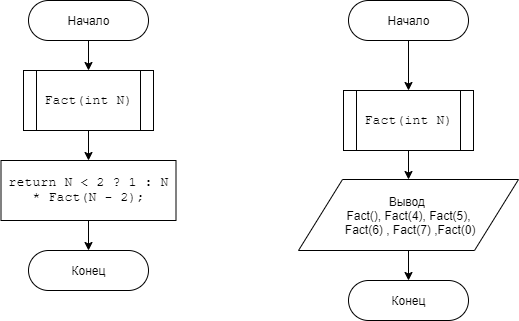 Начало
Fact(int N)
return N < 2 ? 1 : N
* Fact(N - 2);
Конец
Начало
Fact(int N)
Вывод
Fact(), Fact(4), Fact(5),
Fact(6) , Fact(7) ,Fact(0)
Конец